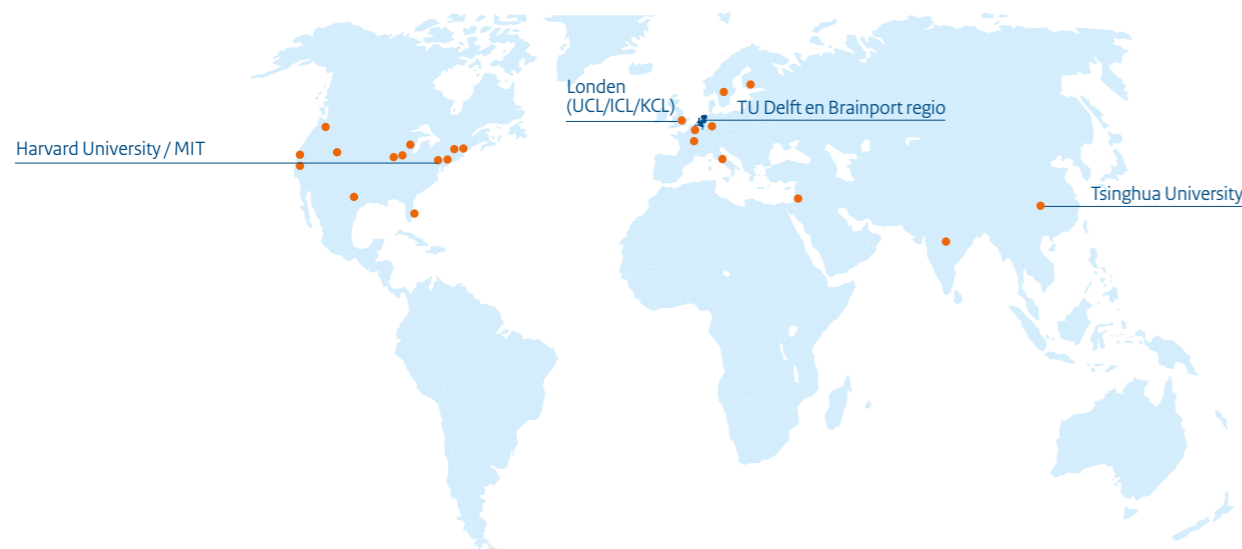 Londen
(UCL/ICL/KCL)
TU Delft en Brainport regio
Harvard University / MIT
Tsinghua University